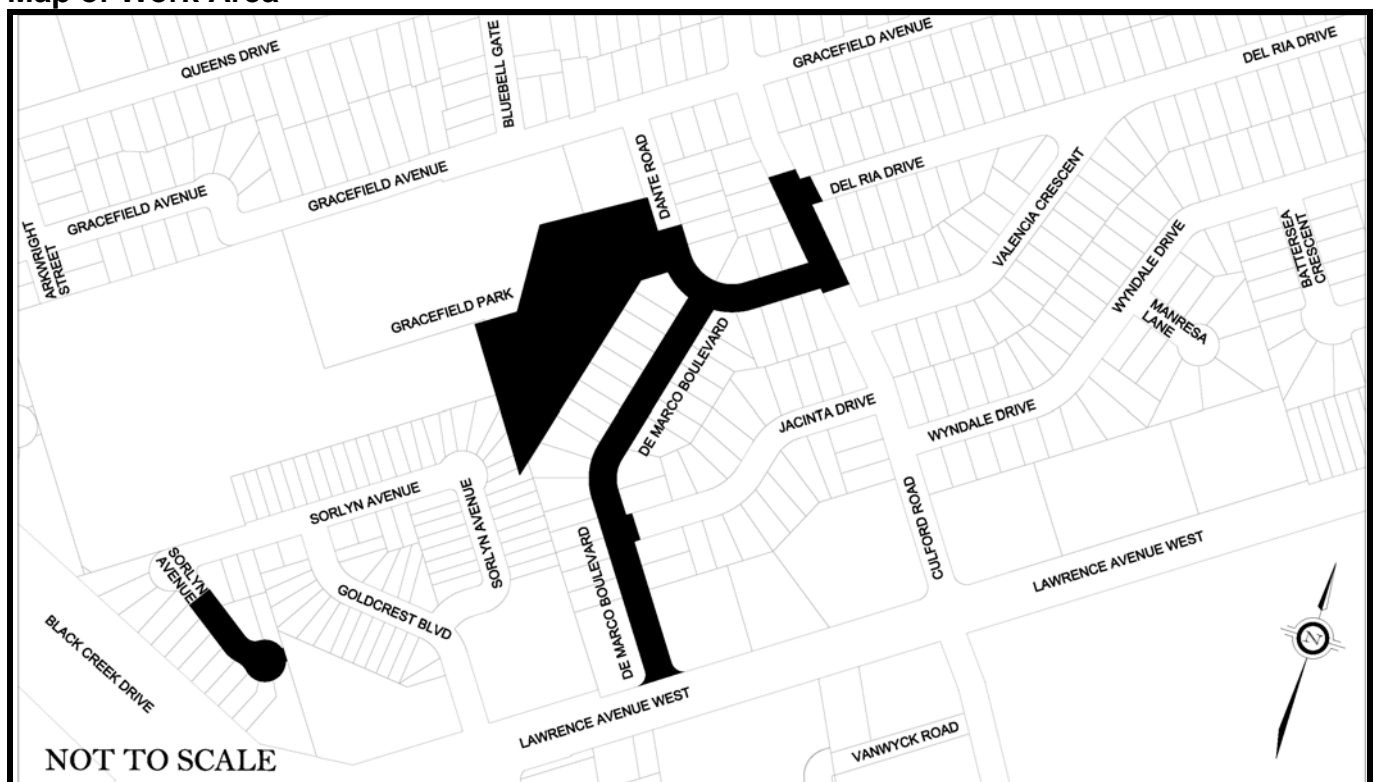 Map of Work Area
QUEENS DRIVE
BLUEBELL GATE
GRACEFIELD AVENUE
DEL RIA DRIVE
GRACEFIELD AVENUE
GRACEFIELD AVENUE
ARKWRIGHT
STREET
DANTE ROAD
DEL RIA DRIVE
VALENCIA CRESCENT
WYNDALE DRIVE
BATTERSEA
CRESCENT
MANRESA
LANE
GRACEFIELD PARK
DE MARCO BOULEVARD
JACINTA DRIVE
WYNDALE DRIVE
SORLYN AVENUE
SORLYN AVENUE
DE MARCO BOULEVARD
CULFORD ROAD
LAWRENCE AVENUE WEST
SORLYN
AVENUE
GOLDCREST BLVD
BLACK CREEK DRIVE
LAWRENCE AVENUE WEST
VANWYCK ROAD
N
NOT TO SCALE